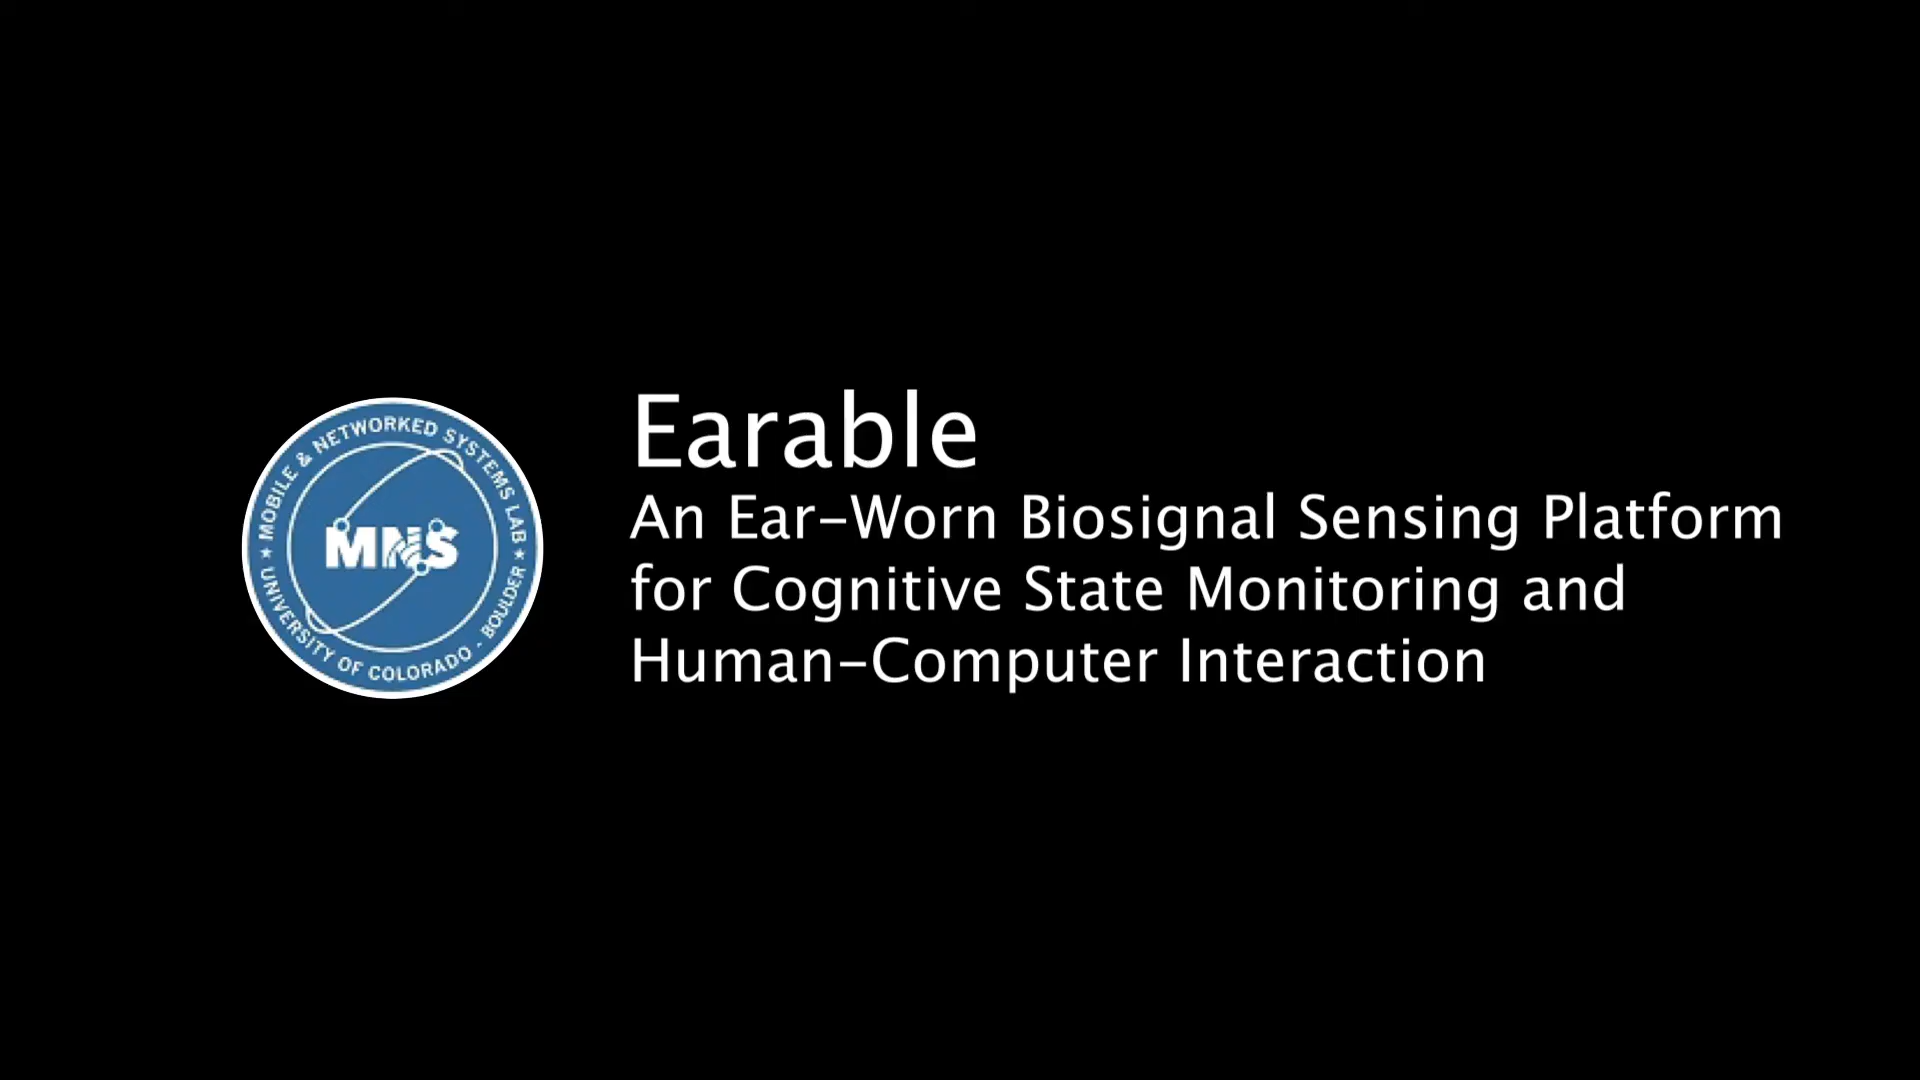 MOBILE & NETWORKED SYSTEMS LAB
UNIVERSITY OF COLORADO - BOULDER
MNS
Earable
An Ear-Worn Biosignal Sensing Platform
for Cognitive State Monitoring and
Human-Computer Interaction